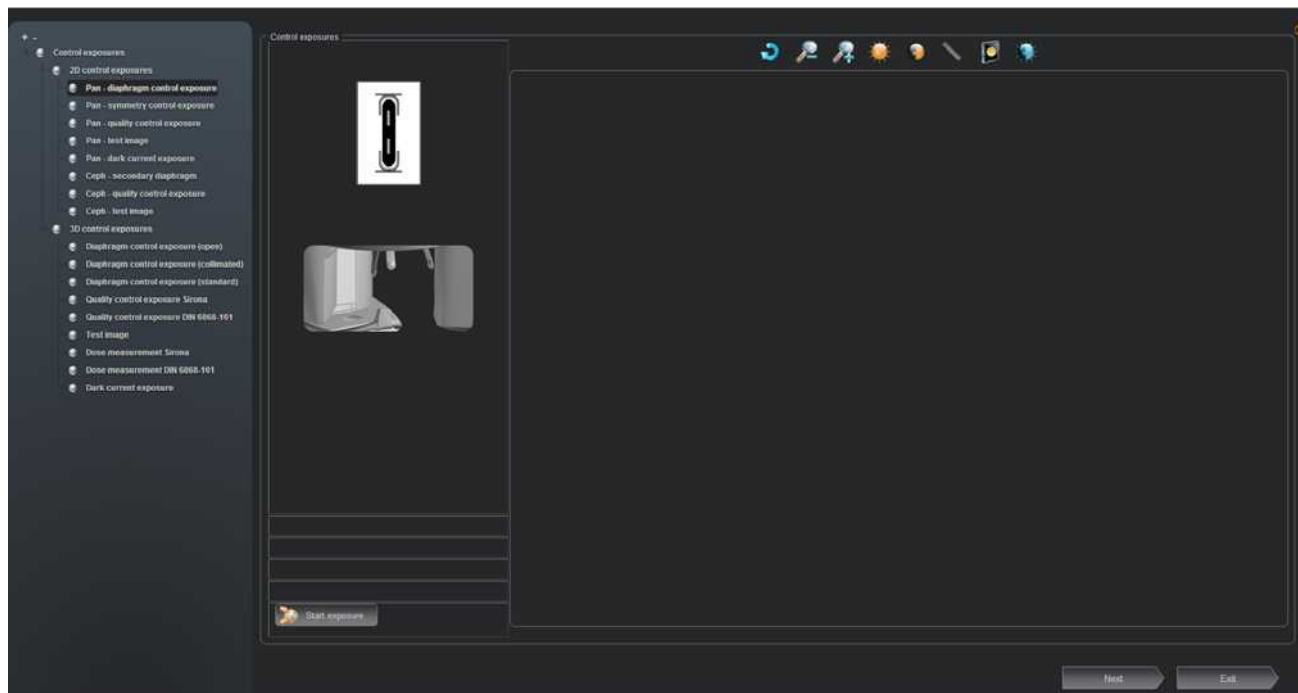 + -
Control exposures
2D control exposures
Pan - diaphragm control exposure
Pan - symmetry control exposure
Pan - quality control exposure
Pan - test image
Pan - dark current exposure
Ceph - secondary diaphragm
Ceph - quality control exposure
Ceph - test image
3D control exposures
Diaphragm control exposure (open)
Diaphragm control exposure (collimated)
Diaphragm control exposure (standard)
Quality control exposure Sirona
Quality control exposure DIN 6868-101
Test image
Dose measurement Sirona
Dose measurement DIN 6868-101
Dark current exposure
Control exposures
Start exposure
Next
Exit